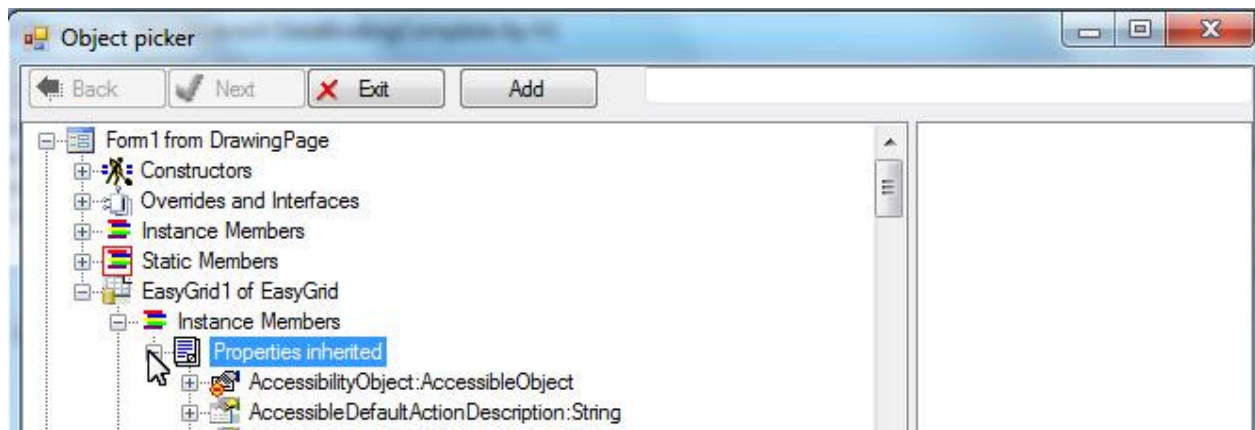 Object picker
Back Next Exit Add
Form1 from DrawingPage
Constructors
Overrides and Interfaces
Instance Members
Static Members
EasyGrid1 of EasyGrid
Instance Members
Properties inherited
AccessibilityObject:AccessibleObject
AccessibleDefaultActionDescription:String